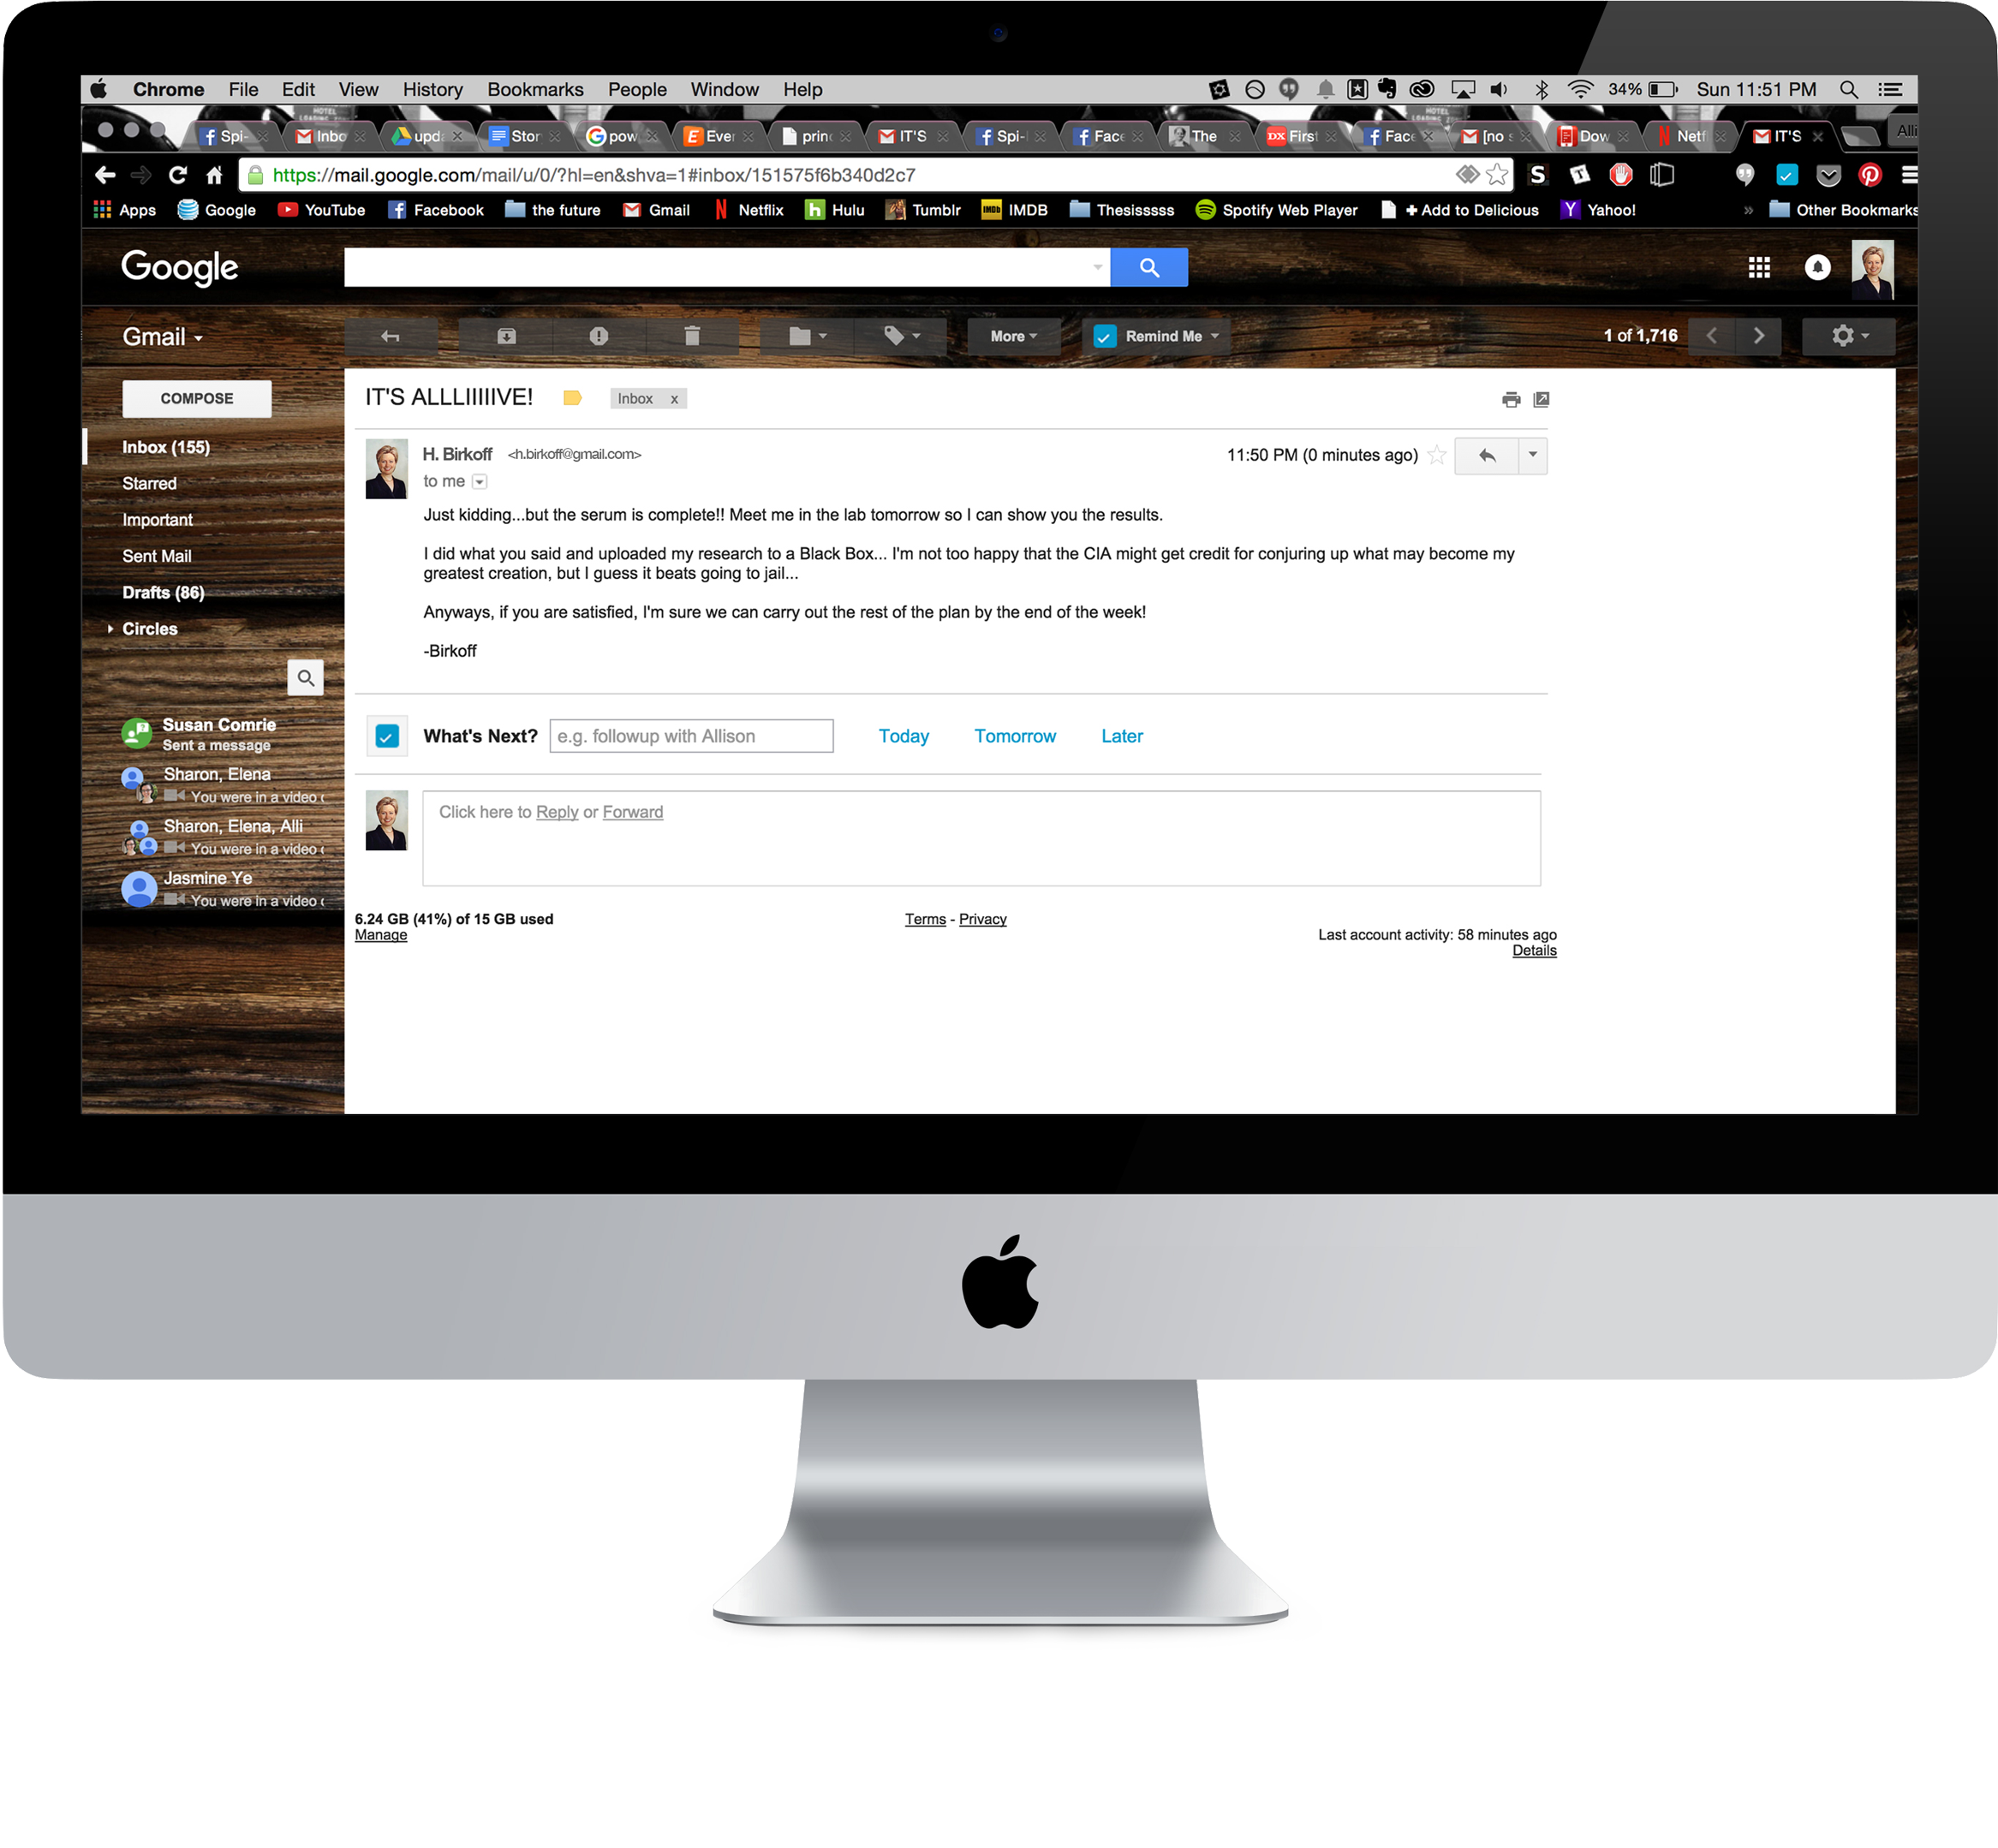 Chrome File Edit View History Bookmarks People Window Help 34% Sun 11:51 PM
HOTEL HOTEL
Spi- Inbo upda Stor pow Ever princ IT'S Spi- Face The DX First Face [no s Dow Netf IT'S Alli
https://mail.google.com/mail/u/0/?hl=en&shva=1#inbox/151575f6b340d2c7
Apps Google YouTube Facebook the future Gmail Netflix Hulu Tumblr IMDB Thesisssss Spotify Web Player + Add to Delicious Yahoo! » Other Bookmarks
Google
Gmail More Remind Me 1 of 1,716
COMPOSE
Inbox (155)
Starred
Important
Sent Mail
Drafts (86)
Circles
Susan Comrie
Sent a message
Sharon, Elena
You were in a video c
Sharon, Elena, Alli
You were in a video c
Jasmine Ye
You were in a video c
IT'S ALLLIIIIIVE! Inbox x
H. Birkoff <h.birkoff@gmail.com> 11:50 PM (0 minutes ago)
to me
Just kidding...but the serum is complete!! Meet me in the lab tomorrow so I can show you the results.
I did what you said and uploaded my research to a Black Box... I'm not too happy that the CIA might get credit for conjuring up what may become my
greatest creation, but I guess it beats going to jail...
Anyways, if you are satisfied, I'm sure we can carry out the rest of the plan by the end of the week!
-Birkoff
What's Next? e.g. followup with Allison Today Tomorrow Later
Click here to Reply or Forward
6.24 GB (41%) of 15 GB used
Manage
Terms - Privacy
Last account activity: 58 minutes ago
Details